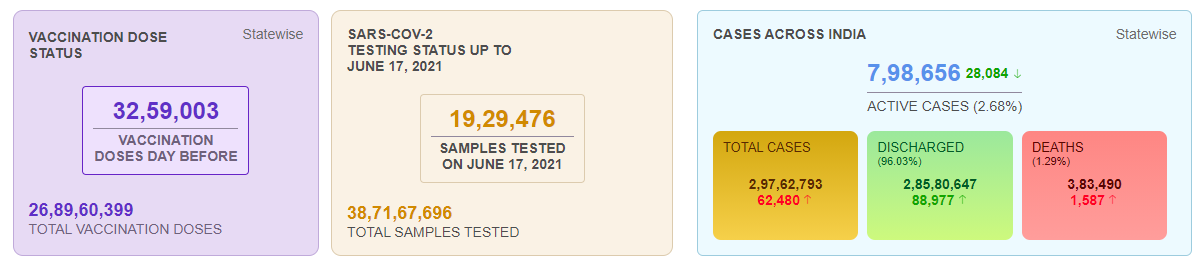 VACCINATION DOSE
STATUS
Statewise
32,59,003
VACCINATION
DOSES DAY BEFORE
26,89,60,399
TOTAL VACCINATION DOSES
SARS-COV-2
TESTING STATUS UP TO
JUNE 17, 2021
19,29,476
SAMPLES TESTED
ON JUNE 17, 2021
38,71,67,696
TOTAL SAMPLES TESTED
CASES ACROSS INDIA
Statewise
7,98,656 28,084 ↓
ACTIVE CASES (2.68%)
TOTAL CASES
2,97,62,793
62,480 ↑
DISCHARGED
(96.03%)
2,85,80,647
88,977 ↑
DEATHS
(1.29%)
3,83,490
1,587 ↑